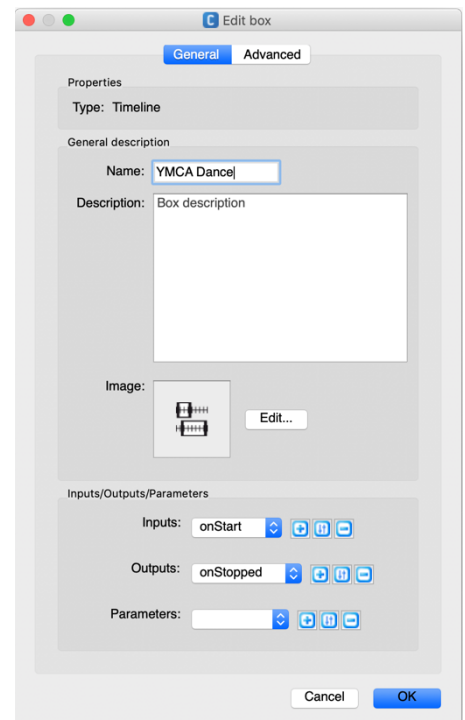 Edit box
General Advanced
Properties
Type: Timeline
General description
Name: YMCA Dance
Description: Box description
Image:
Edit...
Inputs/Outputs/Parameters
Inputs: onStart
Outputs: onStopped
Parameters:
Cancel OK